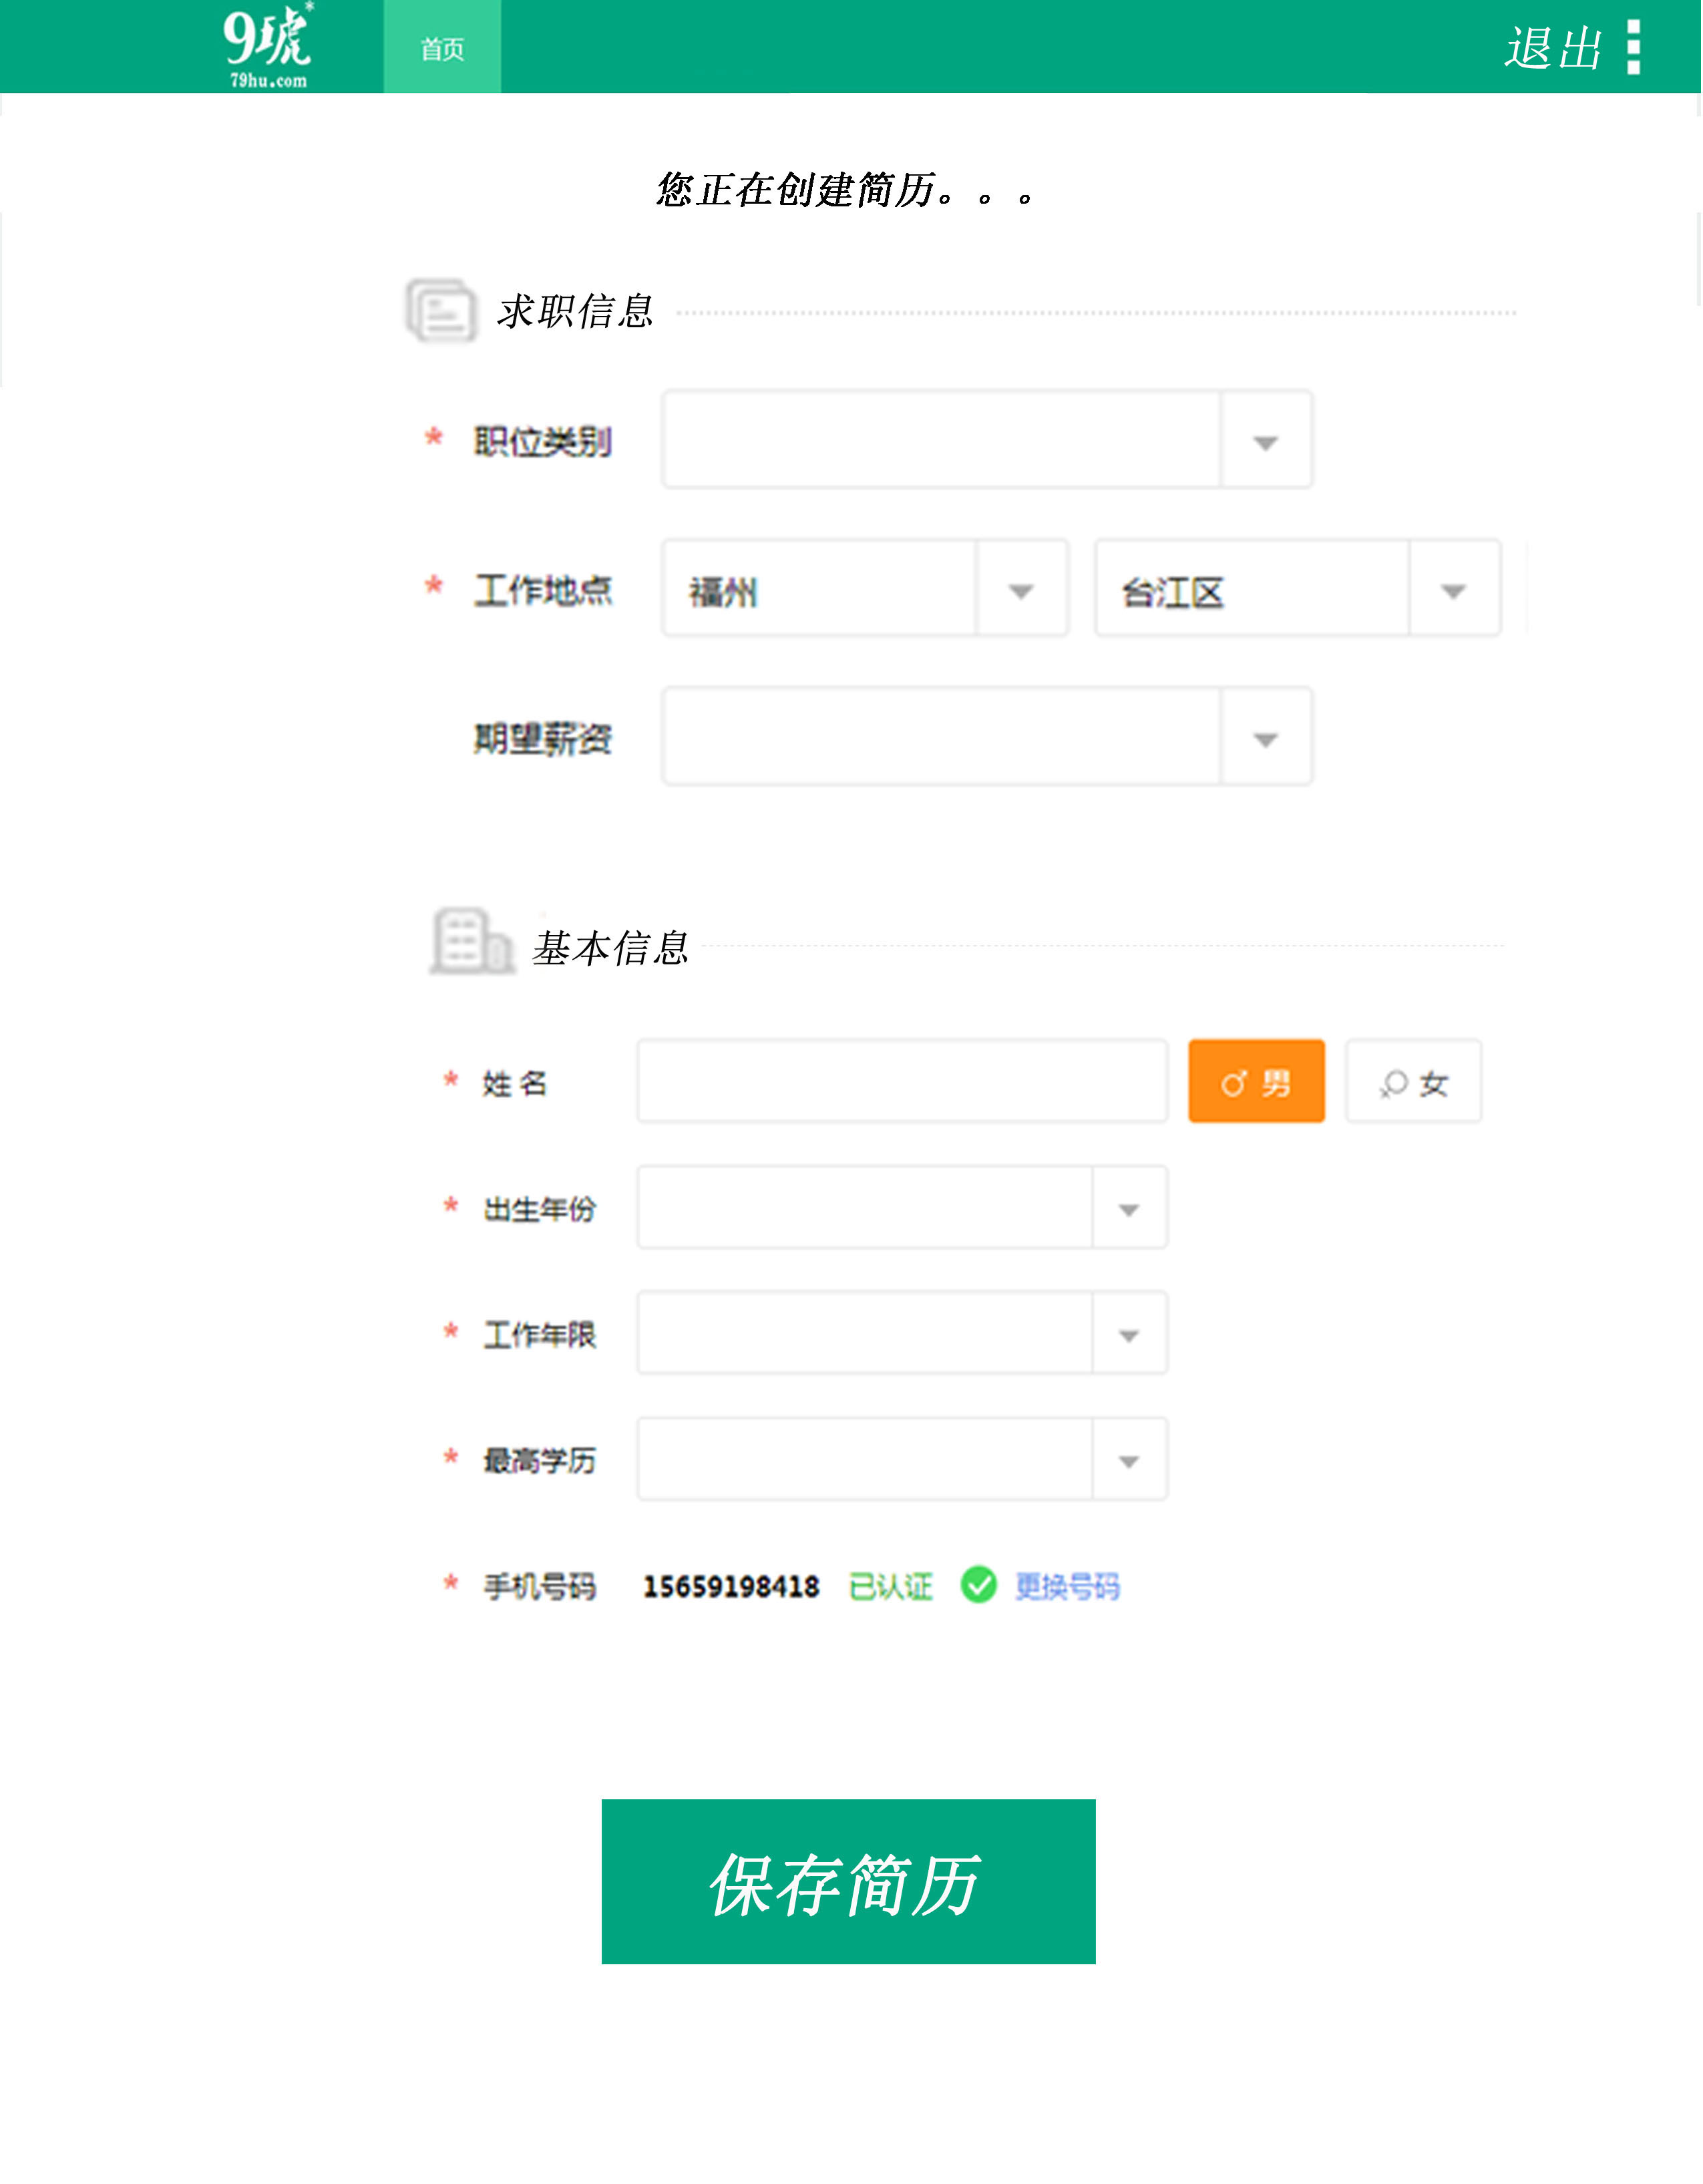 9琥*
79hu.com
首页
退出
您正在创建简历。。。
求职信息
* 职位类别
* 工作地点 福州 台江区
期望薪资
基本信息
* 姓 名 男 女
* 出生年份
* 工作年限
* 最高学历
* 手机号码 15659198418 已认证 更换号码
保存简历